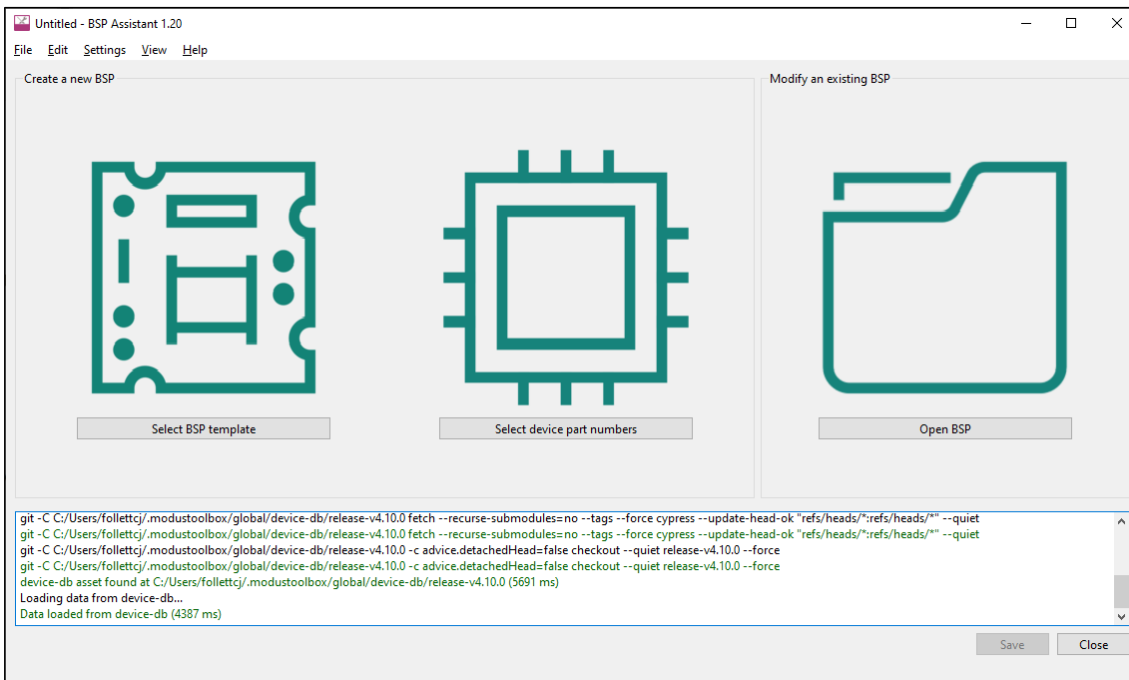 Untitled - BSP Assistant 1.20
File Edit Settings View Help
Create a new BSP
Modify an existing BSP
Select BSP template
Select device part numbers
Open BSP
git -C C:/Users/follettcj/.modustoolbox/global/device-db/release-v4.10.0 fetch --recurse-submodules=no --tags --force cypress --update-head-ok "refs/heads/*:refs/heads/*" --quiet
git -C C:/Users/follettcj/.modustoolbox/global/device-db/release-v4.10.0 fetch --recurse-submodules=no --tags --force cypress --update-head-ok "refs/heads/*:refs/heads/*" --quiet
git -C C:/Users/follettcj/.modustoolbox/global/device-db/release-v4.10.0 -c advice.detachedHead=false checkout --quiet release-v4.10.0 --force
git -C C:/Users/follettcj/.modustoolbox/global/device-db/release-v4.10.0 -c advice.detachedHead=false checkout --quiet release-v4.10.0 --force
device-db asset found at C:/Users/follettcj/.modustoolbox/global/device-db/release-v4.10.0 (5691 ms)
Loading data from device-db...
Data loaded from device-db (4387 ms)
Save Close